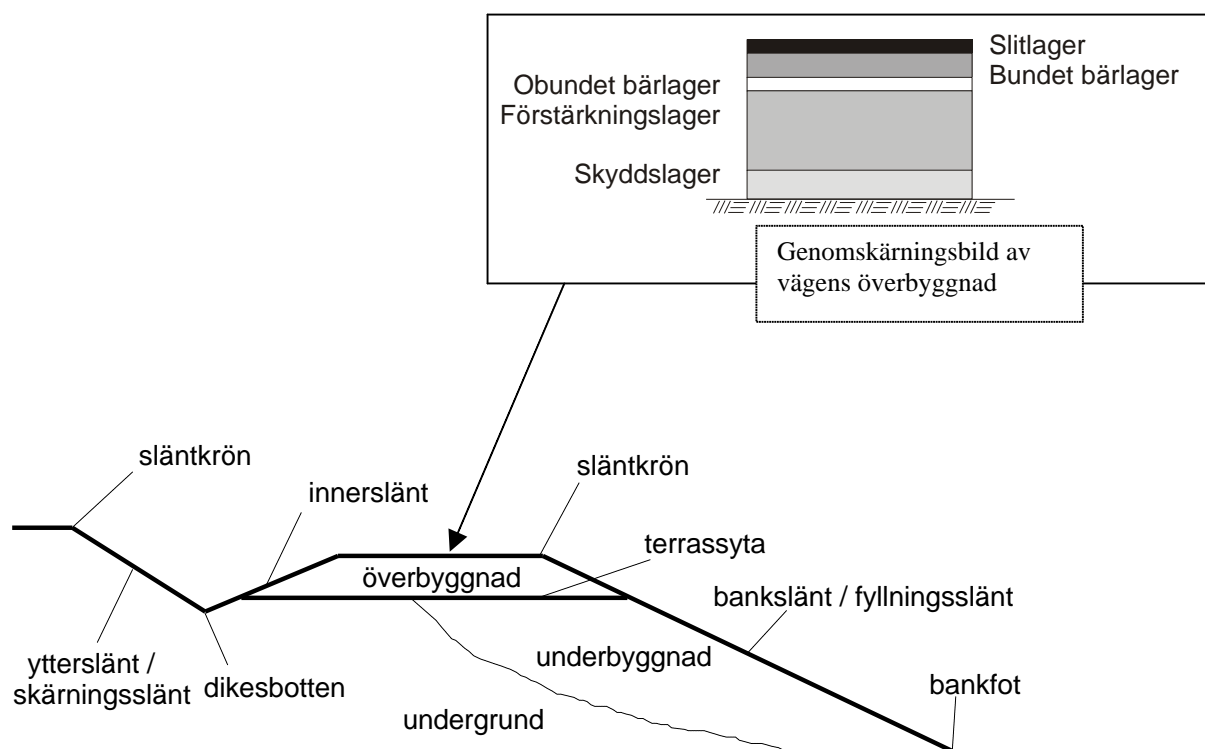 Slitlager
Obundet bärlager
Bundet bärlager
Förstärkningslager
Skyddslager
Genomskärningsbild av
vägens överbyggnad
släntkrön
släntkrön
innerslänt
terrassyta
överbyggnad
bankslänt / fyllningsslänt
ytterslänt /
skärningsslänt
dikesbotten
underbyggnad
bankfot
undergrund